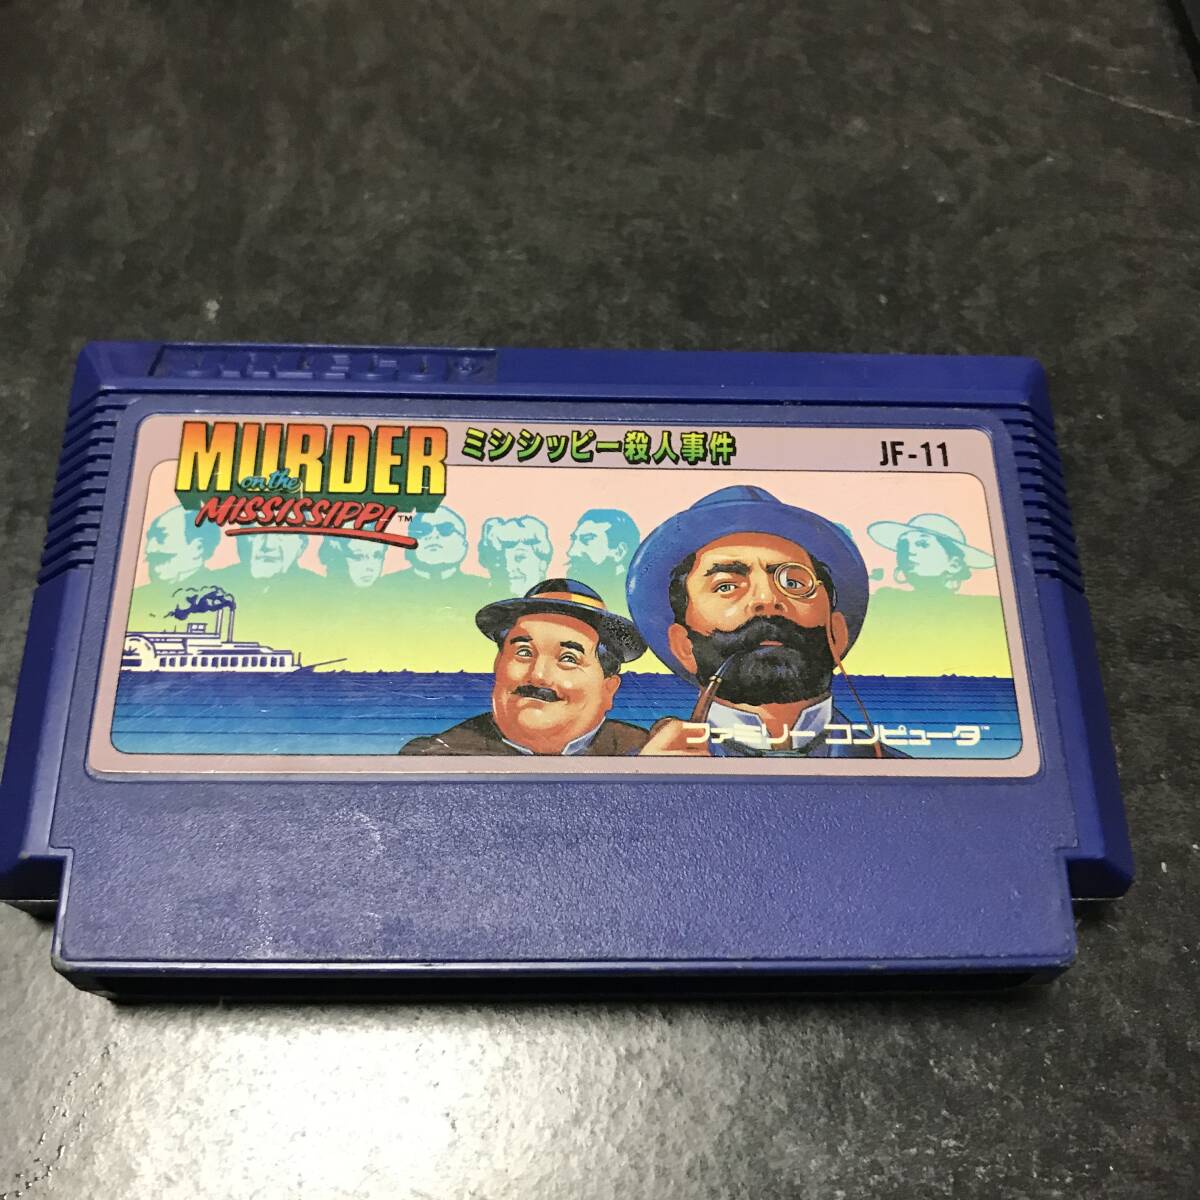 JALECO®
MURDER
on the
MISSISSIPPI™
ミシシッピー殺人事件
JF-11
ファミリーコンピュータ™